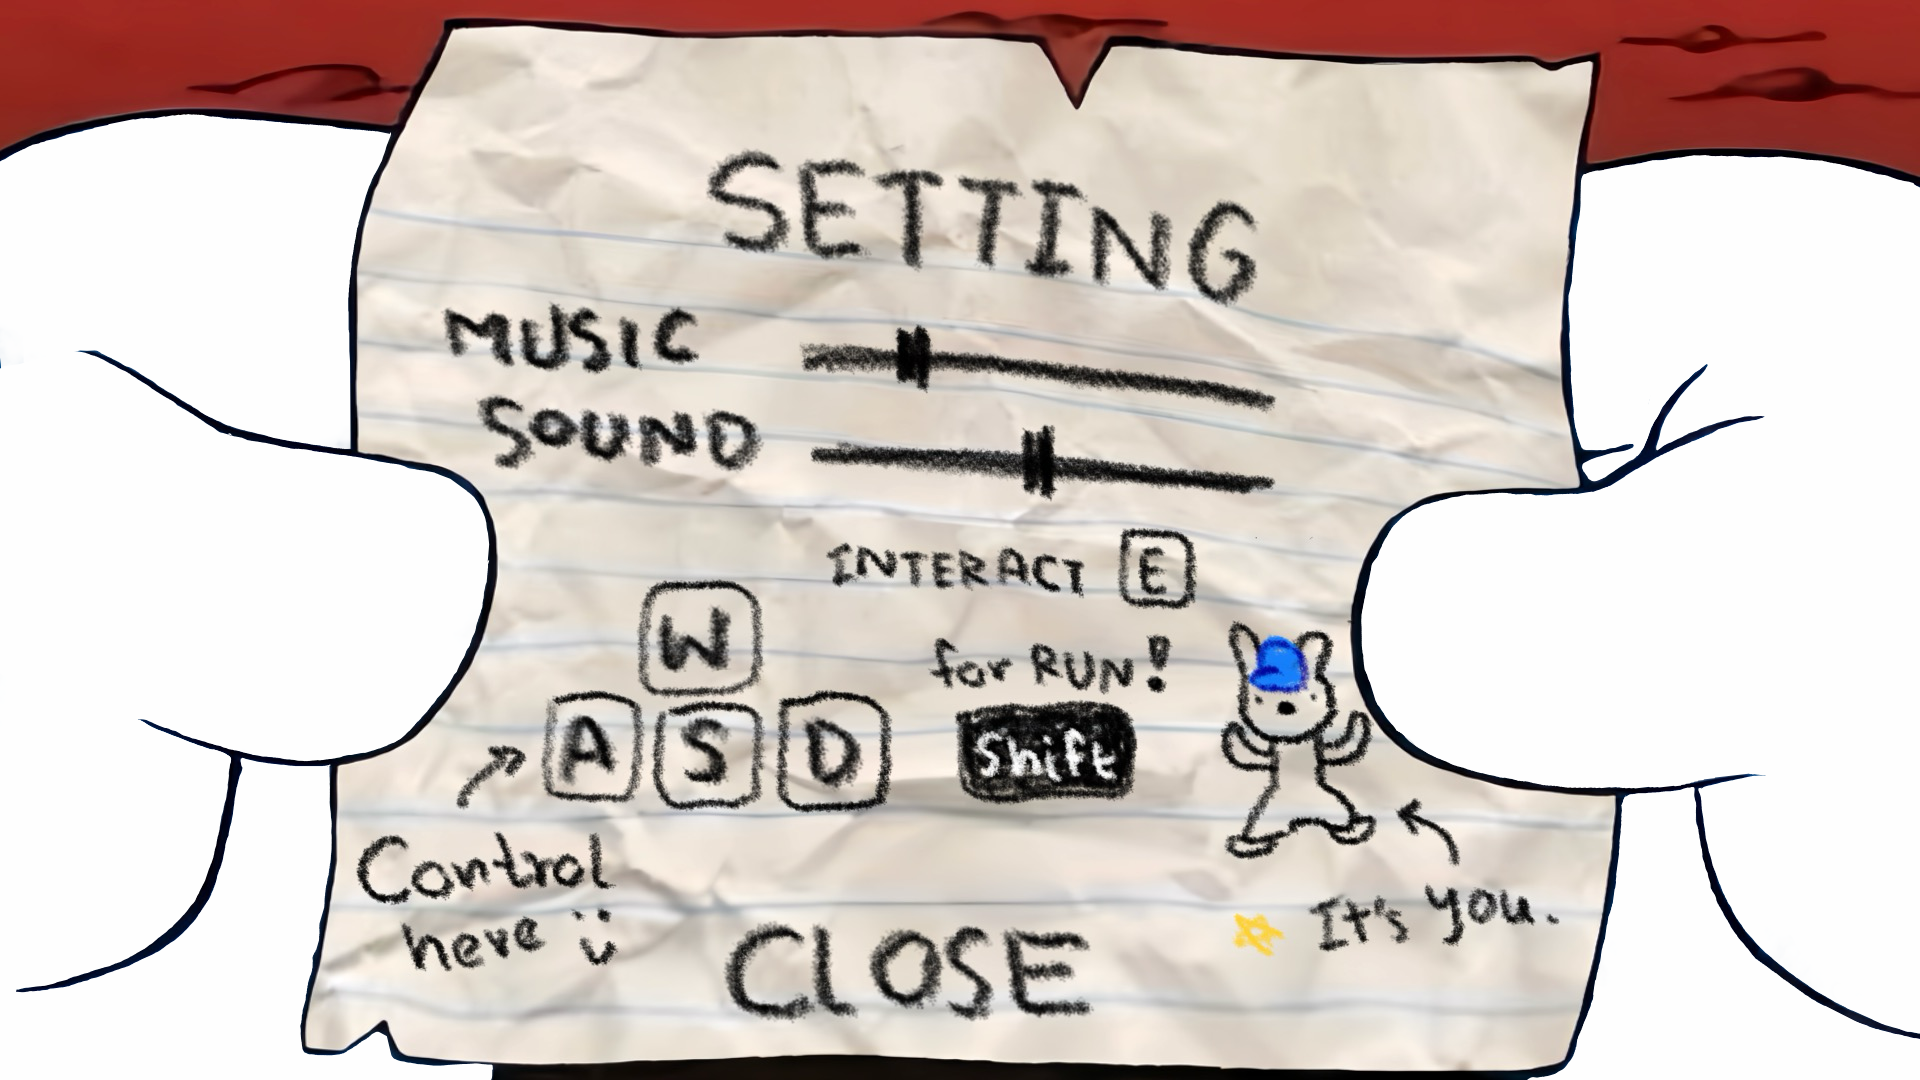 SETTING
MUSIC
SOUND
INTERACT E
W
for RUN!
A S D
Shift
Control
here
It's you.
CLOSE